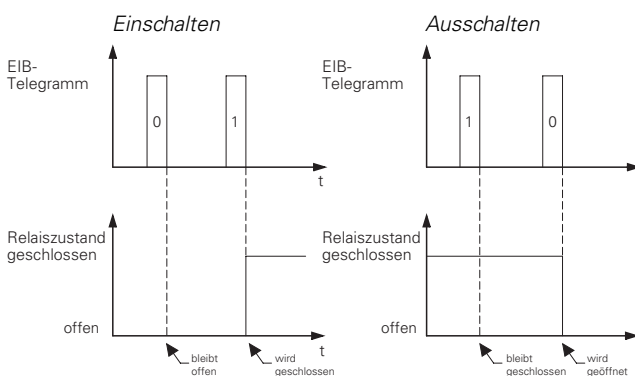 Einschalten
EIB-
Telegramm
0
1
t
Relaiszustand
geschlossen
offen
bleibt
offen
wird
geschlossen
t
Ausschalten
EIB-
Telegramm
1
0
Relaiszustand
geschlossen
offen
bleibt
geschlossen
wird
geöffnet